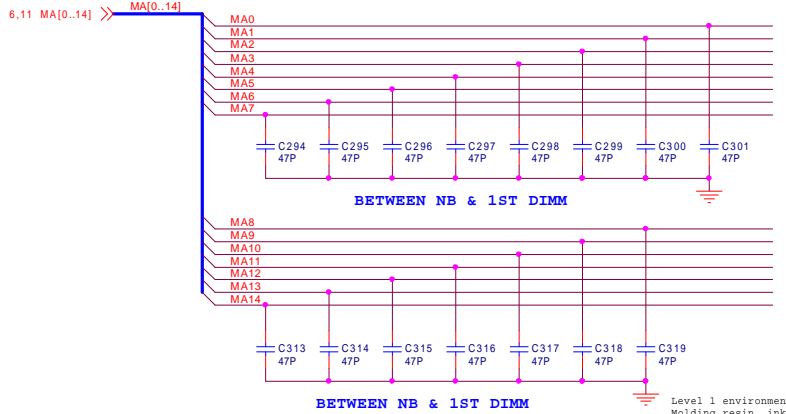 6,11 MA[0..14]
MA[0..14]
MA0
MA1
MA2
MA3
MA4
MA5
MA6
MA7
C294 C295 C296 C297 C298 C299 C300 C301
47P 47P 47P 47P 47P 47P 47P 47P
BETWEEN NB & 1ST DIMM
MA8
MA9
MA10
MA11
MA12
MA13
MA14
C313 C314 C315 C316 C317 C318 C319
47P 47P 47P 47P 47P 47P 47P
BETWEEN NB & 1ST DIMM
Level 1 environmen
Molding resin, ink